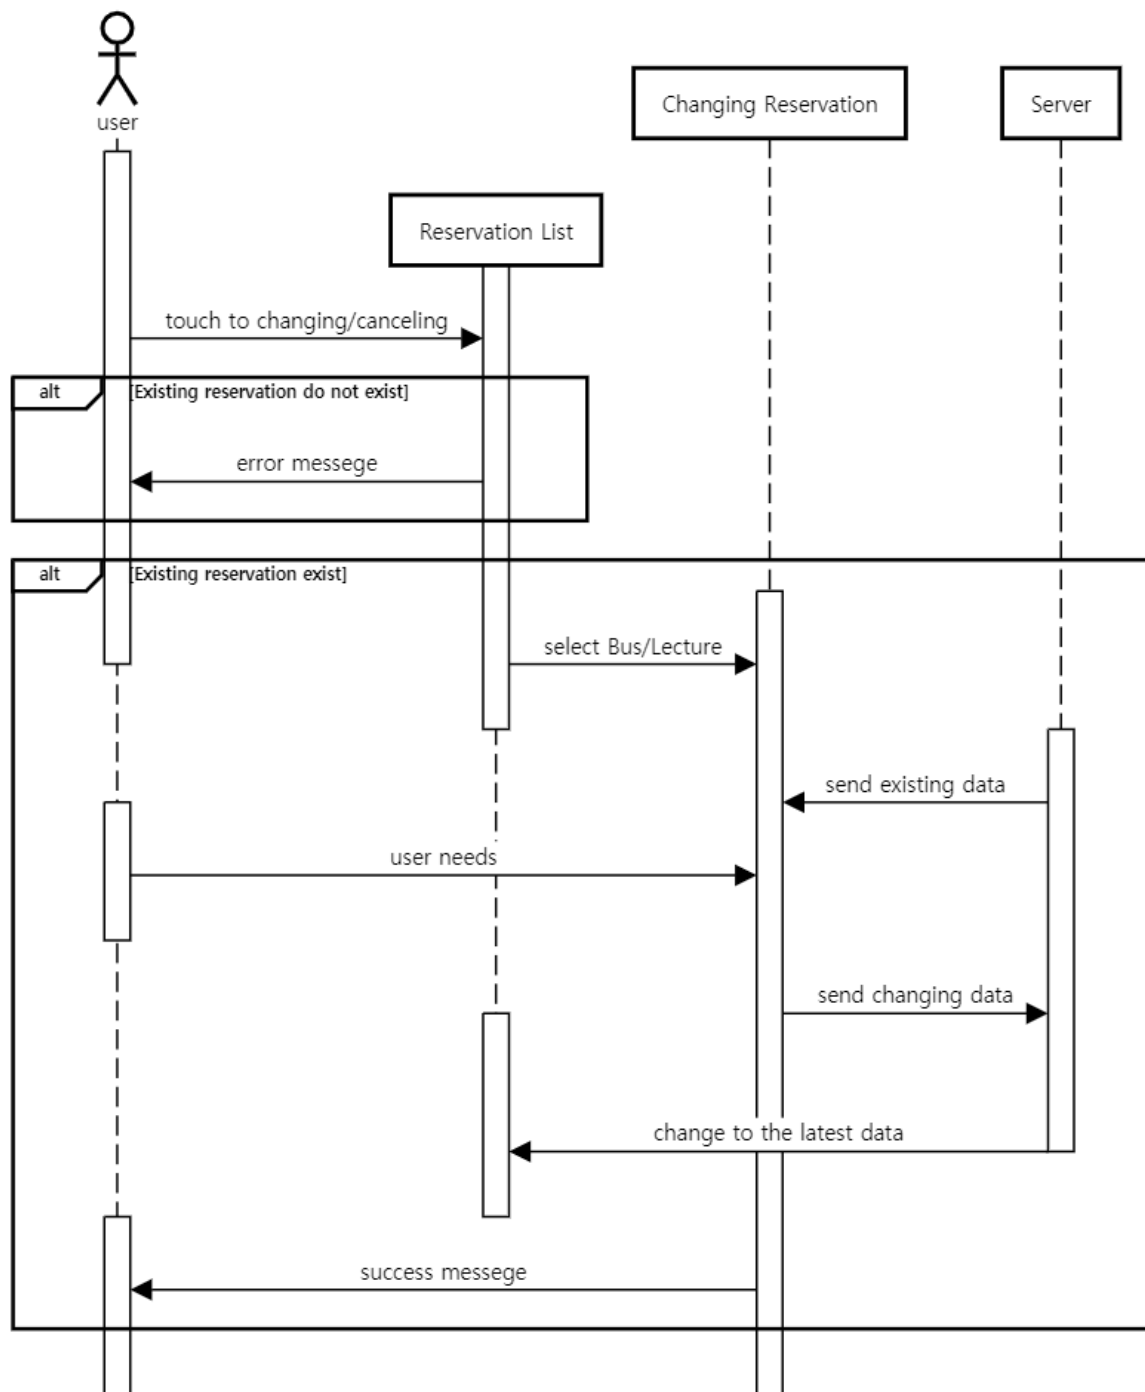 user
Changing Reservation
Server
Reservation List
touch to changing/canceling
alt
[Existing reservation do not exist]
error messege
alt
[Existing reservation exist]
select Bus/Lecture
send existing data
user needs
send changing data
change to the latest data
success messege